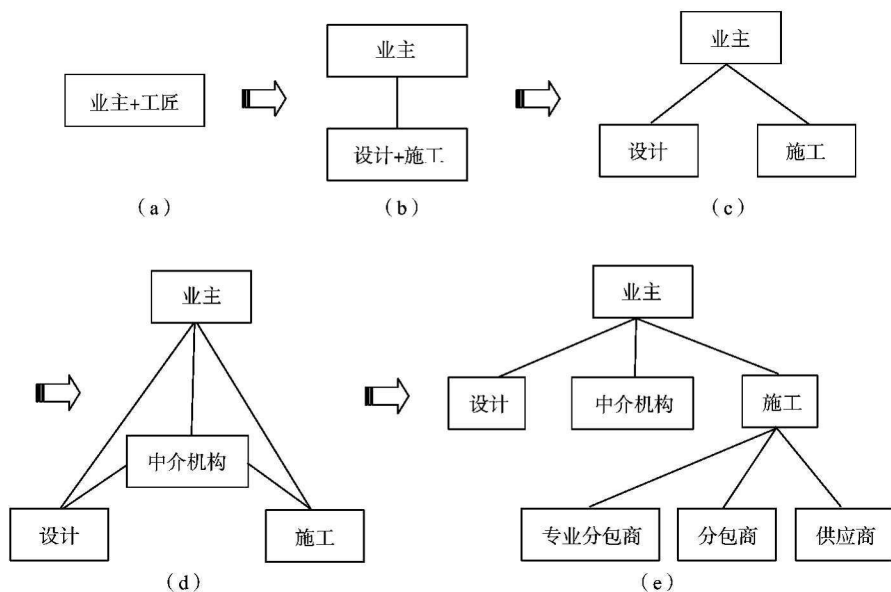 业主+工匠
(a)
业主
设计+施工
(b)
业主
设计
施工
(c)
业主
中介机构
设计
施工
(d)
业主
设计
中介机构
施工
专业分包商
分包商
供应商
(e)